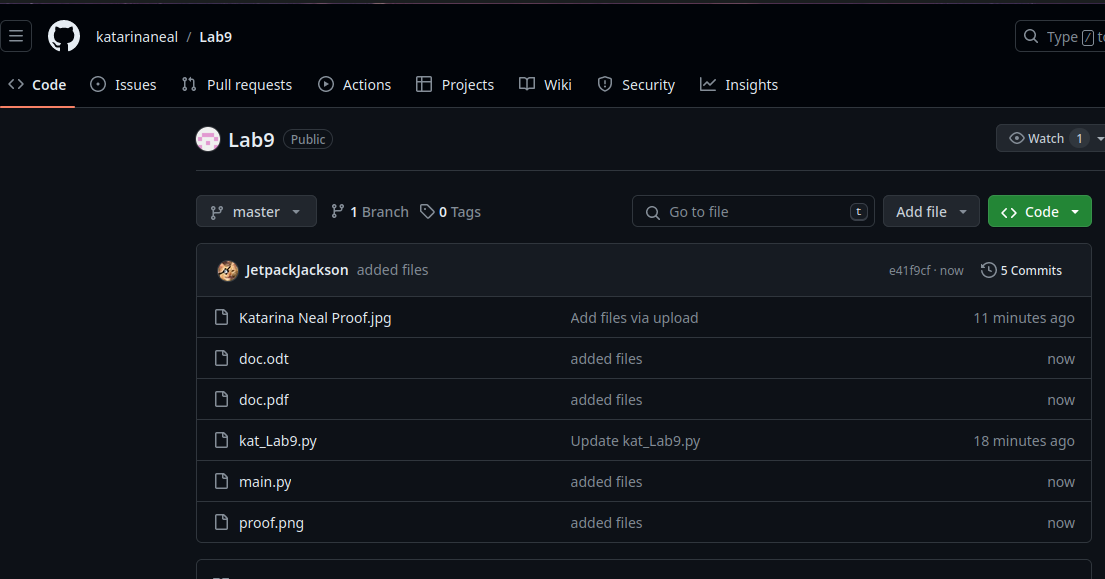 katarinaneal / Lab9
Type / to
Code Issues Pull requests Actions Projects Wiki Security Insights
Lab9 Public
Watch 1
master 1 Branch 0 Tags
Go to file t
Add file
Code
JetpackJackson added files e41f9cf · now 5 Commits
Katarina Neal Proof.jpg Add files via upload 11 minutes ago
doc.odt added files now
doc.pdf added files now
kat_Lab9.py Update kat_Lab9.py 18 minutes ago
main.py added files now
proof.png added files now